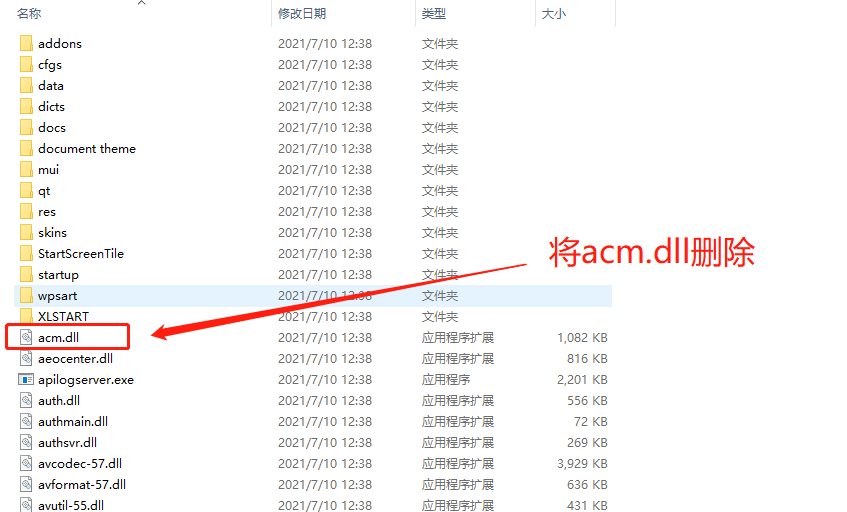 名称 修改日期 类型 大小
addons 2021/7/10 12:38 文件夹
cfgs 2021/7/10 12:38 文件夹
data 2021/7/10 12:38 文件夹
dicts 2021/7/10 12:38 文件夹
docs 2021/7/10 12:38 文件夹
document theme 2021/7/10 12:38 文件夹
mui 2021/7/10 12:38 文件夹
qt 2021/7/10 12:38 文件夹
res 2021/7/10 12:38 文件夹
skins 2021/7/10 12:38 文件夹
StartScreenTile 2021/7/10 12:38 文件夹
将acm.dll删除
startup 2021/7/10 12:38 文件夹
wpsart 2021/7/10 12:38 文件夹
XLSTART 2021/7/10 12:38 文件夹
acm.dll 2021/7/10 12:38 应用程序扩展 1,082 KB
aeocenter.dll 2021/7/10 12:38 应用程序扩展 816 KB
apilogserver.exe 2021/7/10 12:38 应用程序 2,201 KB
auth.dll 2021/7/10 12:38 应用程序扩展 556 KB
authmain.dll 2021/7/10 12:38 应用程序扩展 72 KB
authsvr.dll 2021/7/10 12:38 应用程序扩展 269 KB
avcodec-57.dll 2021/7/10 12:38 应用程序扩展 3,929 KB
avformat-57.dll 2021/7/10 12:38 应用程序扩展 636 KB
avutil-55.dll 2021/7/10 12:38 应用程序扩展 431 KB